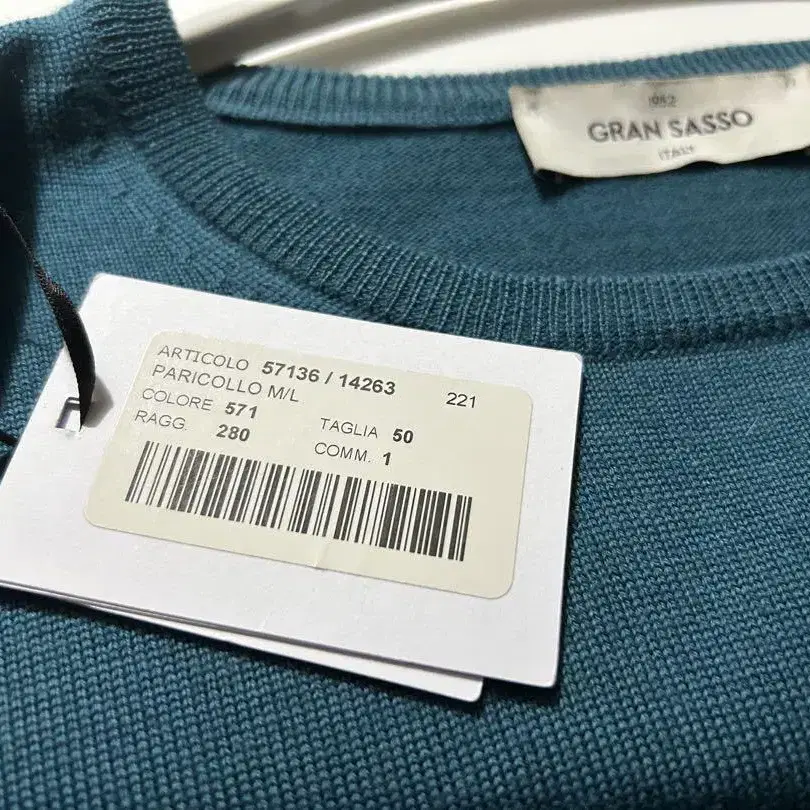 1952
GRAN SASSO
ITALY
ARTICOLO 57136 / 14263 221
PARICOLLO M/L
COLORE 571 TAGLIA 50
RAGG. 280 COMM. 1